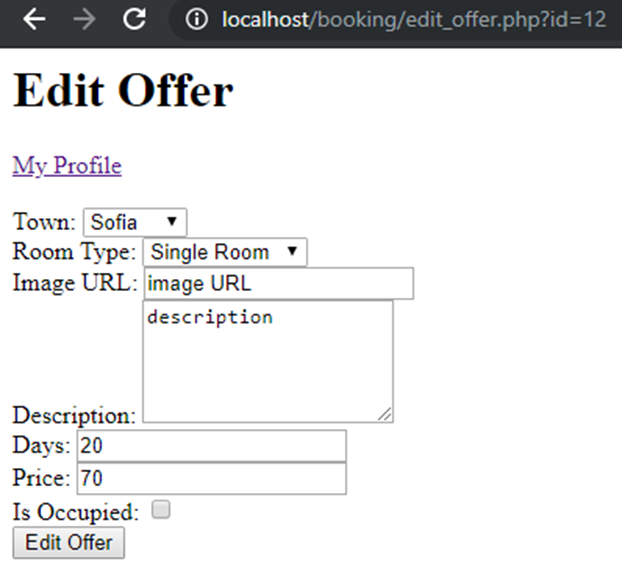 localhost/booking/edit_offer.php?id=12
Edit Offer
My Profile
Town: Sofia
Room Type: Single Room
Image URL: image URL
description
Description:
Days: 20
Price: 70
Is Occupied:
Edit Offer